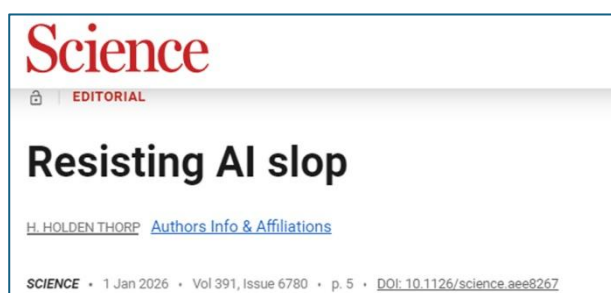 Science
EDITORIAL
Resisting AI slop
H. HOLDEN THORP Authors Info & Affiliations
SCIENCE • 1 Jan 2026 • Vol 391, Issue 6780 • p. 5 • DOI: 10.1126/science.aee8267